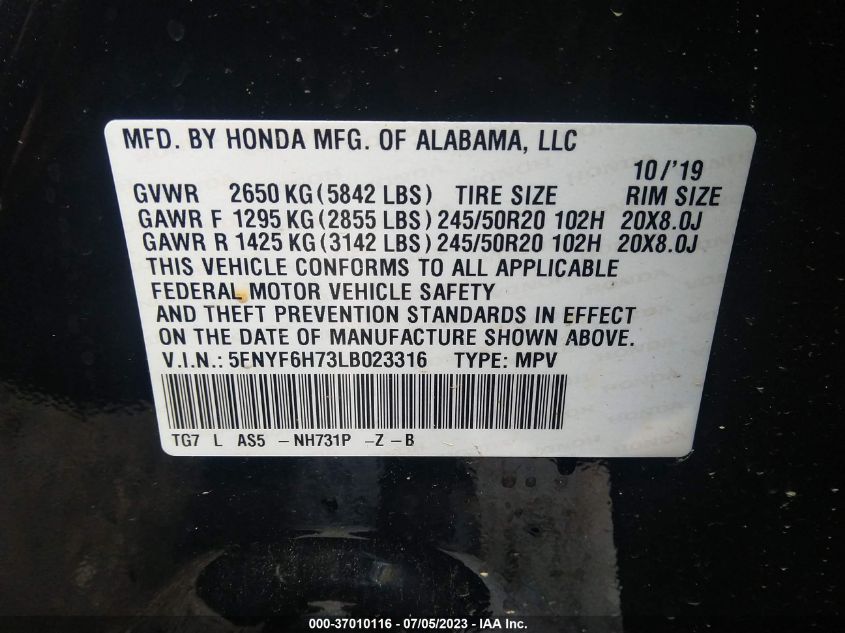 MFD. BY HONDA MFG. OF ALABAMA, LLC
10/'19
GVWR 2650 KG (5842 LBS) TIRE SIZE RIM SIZE
GAWR F 1295 KG (2855 LBS) 245/50R20 102H 20X8.0J
GAWR R 1425 KG (3142 LBS) 245/50R20 102H 20X8.0J
THIS VEHICLE CONFORMS TO ALL APPLICABLE
FEDERAL MOTOR VEHICLE SAFETY
AND THEFT PREVENTION STANDARDS IN EFFECT
ON THE DATE OF MANUFACTURE SHOWN ABOVE.
V.I.N.: 5FNYF6H73LB023316 TYPE: MPV
TG7 L AS5 -NH731P -Z-B
000-37010116 - 07/05/2023 - IAA Inc.